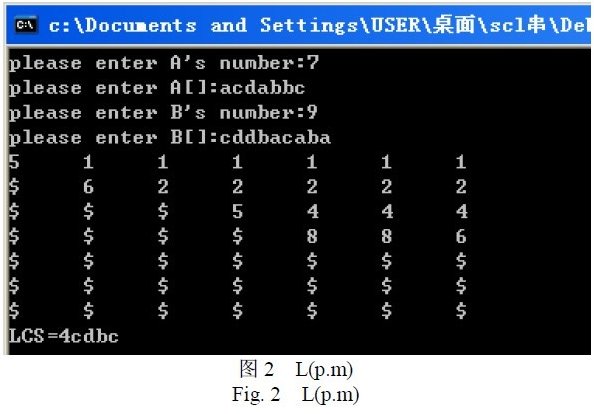 c:\Documents and Settings\USER\桌面\scl串\Del
please enter A's number:7
please enter A[]:acdabbc
please enter B's number:9
please enter B[]:cddbacaba
5 1 1 1 1 1 1
$ 6 2 2 2 2 2
$ $ $ 5 4 4 4
$ $ $ $ 8 8 6
$ $ $ $ $ $ $
$ $ $ $ $ $ $
$ $ $ $ $ $ $
LCS=4cdbc
图 2 L(p.m)
Fig. 2 L(p.m)